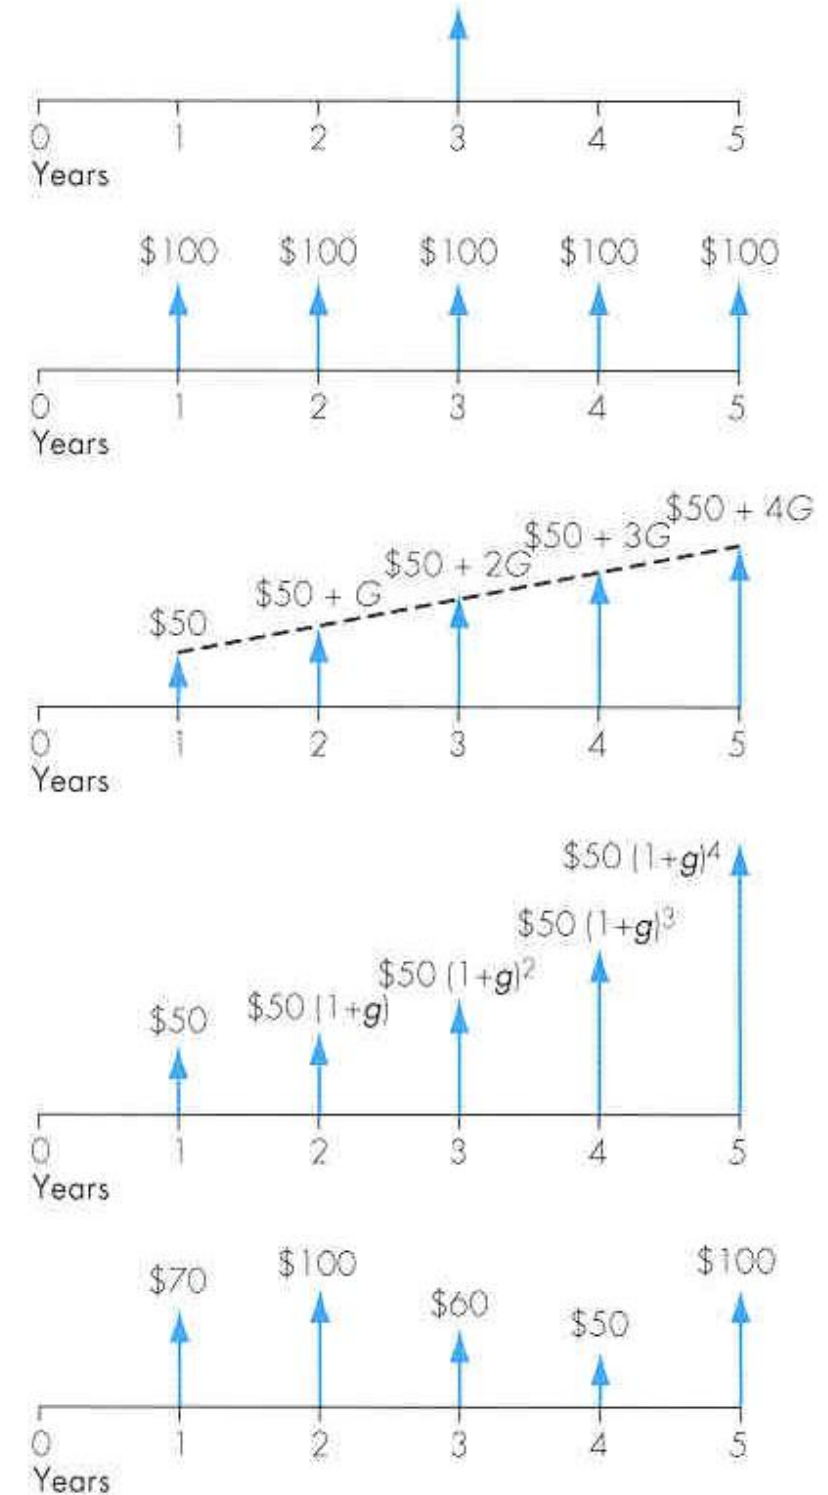 0 1 2 3 4 5
Years
$100 $100 $100 $100 $100
0 1 2 3 4 5
Years
$50 $50 + G $50 + 2G $50 + 3G $50 + 4G
0 1 2 3 4 5
Years
$50 $50 (1+g) $50 (1+g)² $50 (1+g)³ $50 (1+g)⁴
0 1 2 3 4 5
Years
$70 $100 $60 $50 $100
0 1 2 3 4 5
Years